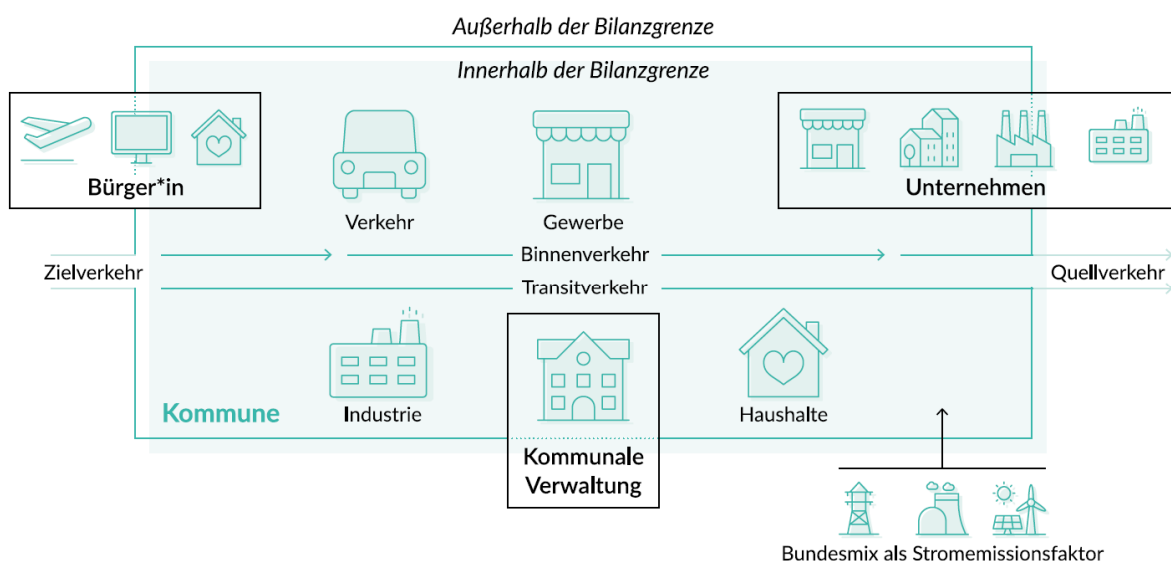 Außerhalb der Bilanzgrenze
Innerhalb der Bilanzgrenze
Bürger*in
Unternehmen
Verkehr
Gewerbe
Binnenverkehr
Zielverkehr
Quellverkehr
Transitverkehr
Industrie
Haushalte
Kommune
Kommunale
Verwaltung
Bundesmix als Stromemissionsfaktor